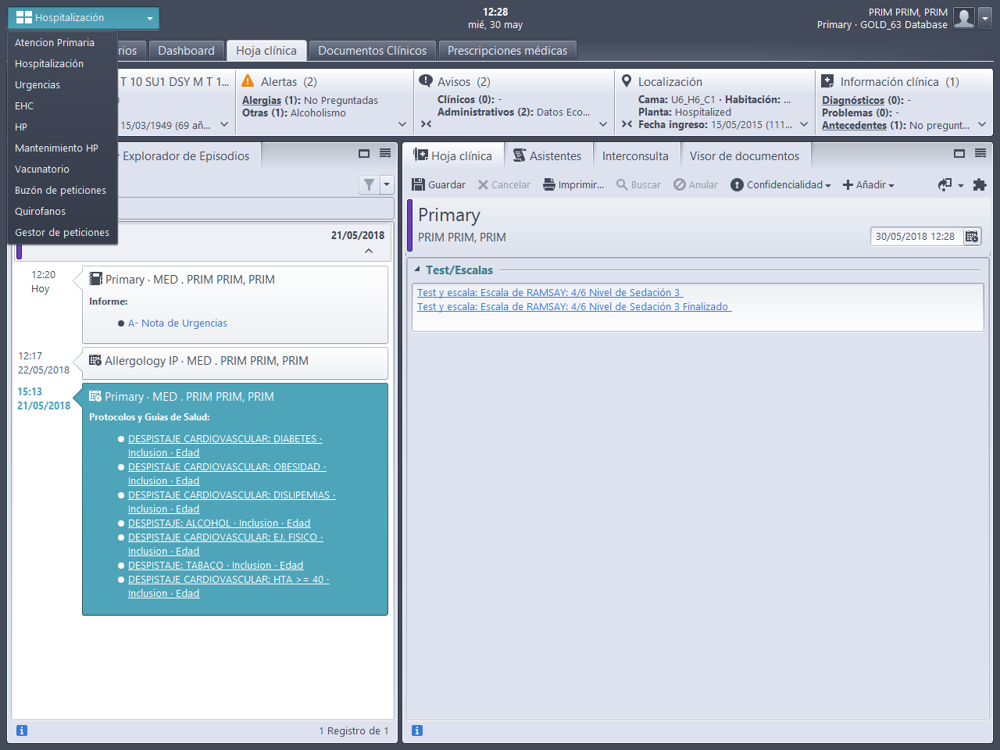 Hospitalización
12:28
mié, 30 may
PRIM PRIM, PRIM
Primary · GOLD_63 Database
Atencion Primaria
Hospitalización
Urgencias
EHC
HP
Mantenimiento HP
Vacunatorio
Buzón de peticiones
Quirofanos
Gestor de peticiones
Dashboard
Hoja clínica
Documentos Clínicos
Prescripciones médicas
T 10 SU1 DSY M T 1...
15/03/1949 (69 añ...
Alertas (2)
Alergias (1): No Preguntadas
Otras (1): Alcoholismo
Avisos (2)
Clínicos (0): -
Administrativos (2): Datos Eco...
Localización
Cama: U6_H6_C1 · Habitación: ...
Planta: Hospitalized
Fecha ingreso: 15/05/2015 (111...
Información clínica (1)
Diagnósticos (0): -
Problemas (0): -
Antecedentes (1): No pregunt...
Explorador de Episodios
21/05/2018
12:20
Hoy
Primary · MED . PRIM PRIM, PRIM
Informe:
A- Nota de Urgencias
12:17
22/05/2018
Allergology IP · MED . PRIM PRIM, PRIM
15:13
21/05/2018
Primary · MED . PRIM PRIM, PRIM
Protocolos y Guias de Salud:
DESPISTAJE CARDIOVASCULAR: DIABETES ·
Inclusion · Edad
DESPISTAJE CARDIOVASCULAR: OBESIDAD ·
Inclusion · Edad
DESPISTAJE CARDIOVASCULAR: DISLIPEMIAS ·
Inclusion · Edad
DESPISTAJE: ALCOHOL · Inclusion · Edad
DESPISTAJE CARDIOVASCULAR: EJ. FISICO ·
Inclusion · Edad
DESPISTAJE: TABACO · Inclusion · Edad
DESPISTAJE CARDIOVASCULAR: HTA >= 40 ·
Inclusion · Edad
1 Registro de 1
Hoja clínica
Asistentes
Interconsulta
Visor de documentos
Guardar
Cancelar
Imprimir...
Buscar
Anular
Confidencialidad
Añadir
Primary
PRIM PRIM, PRIM
30/05/2018 12:28
Test/Escalas
Test y escala: Escala de RAMSAY: 4/6 Nivel de Sedación 3
Test y escala: Escala de RAMSAY: 4/6 Nivel de Sedación 3 Finalizado